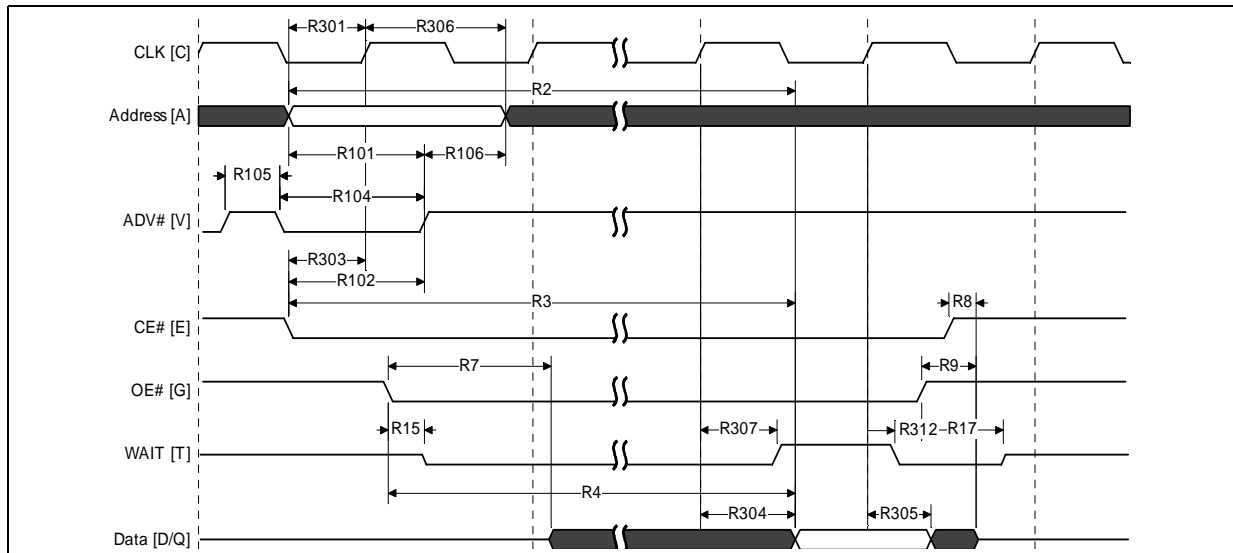 R301 R306
CLK [C]
R2
Address [A]
R101 R106
R105
R104
ADV# [V]
R303
R102
R3
R8
CE# [E]
R7 R9
OE# [G]
R15 R307 R312 R17
WAIT [T]
R4
R304 R305
Data [D/Q]